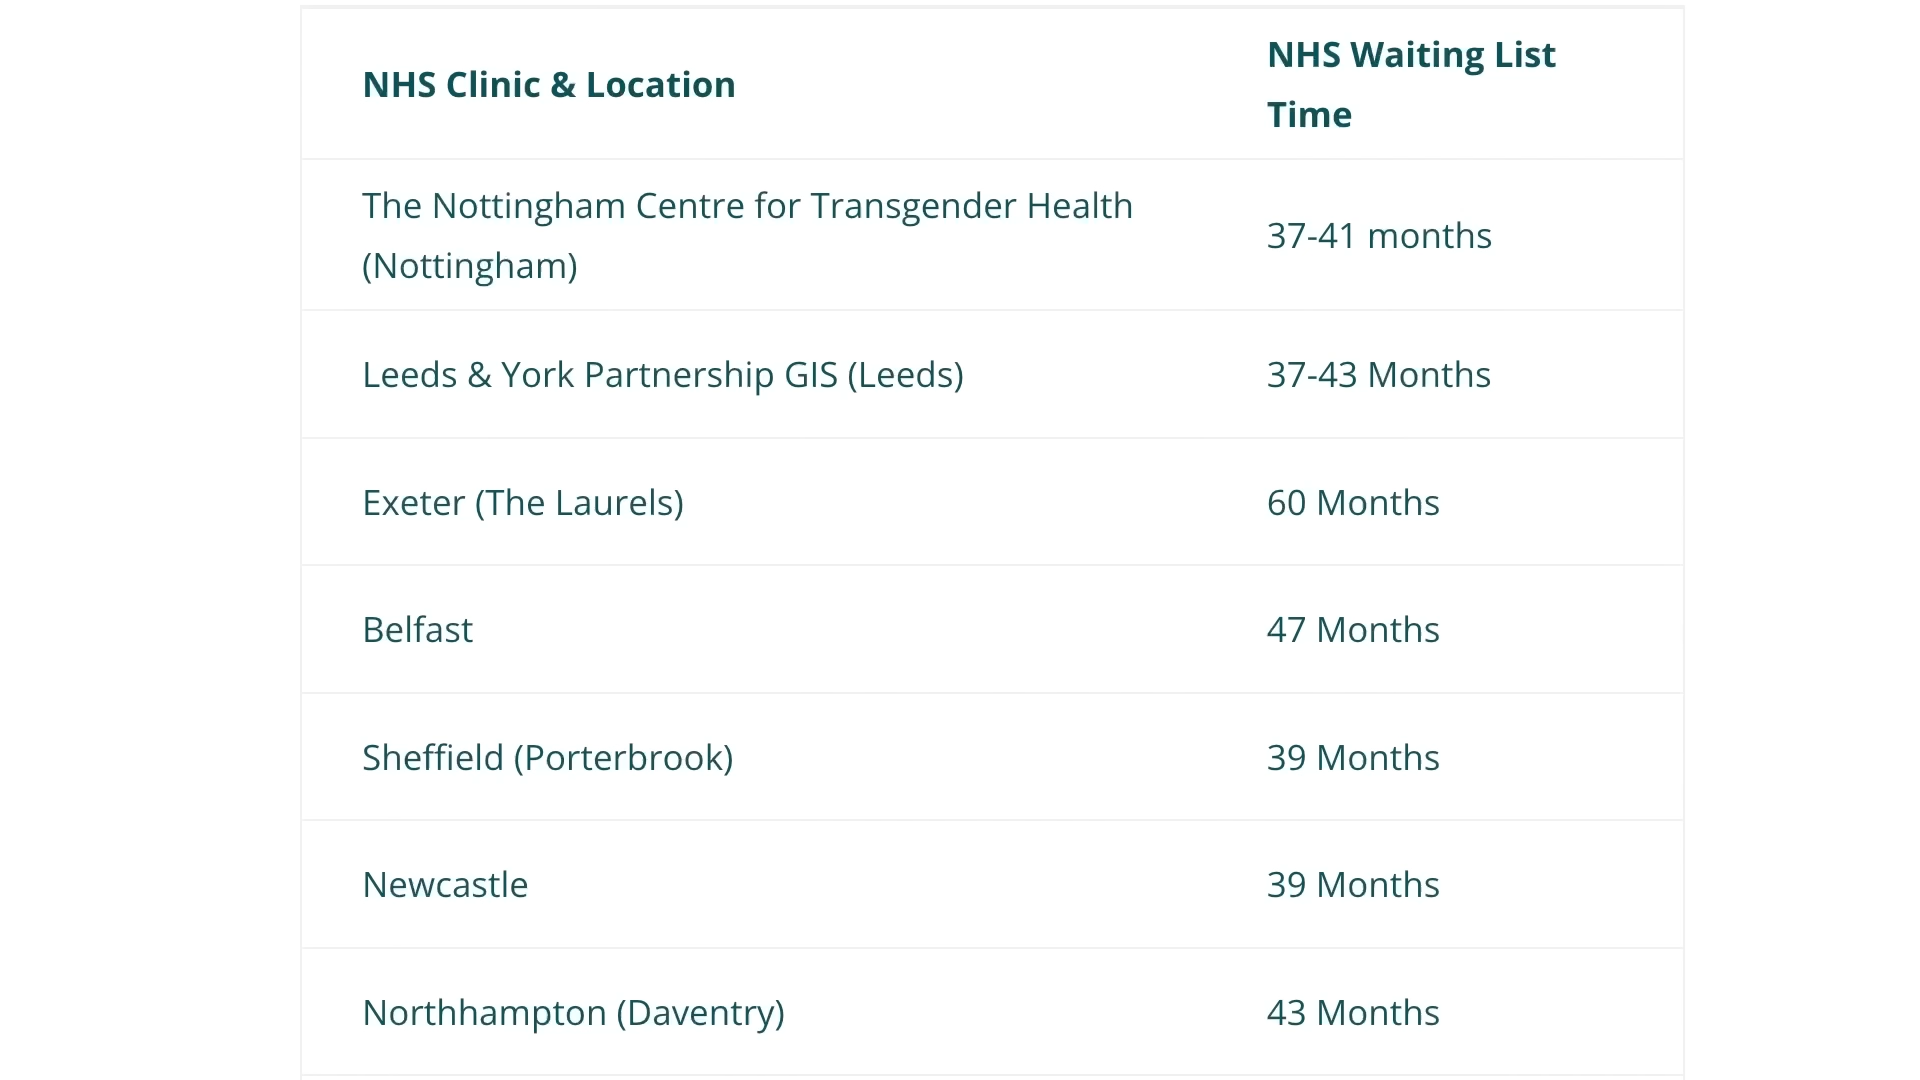 NHS Clinic & Location
NHS Waiting List
Time
The Nottingham Centre for Transgender Health
(Nottingham)
37-41 months
Leeds & York Partnership GIS (Leeds)
37-43 Months
Exeter (The Laurels)
60 Months
Belfast
47 Months
Sheffield (Porterbrook)
39 Months
Newcastle
39 Months
Northhampton (Daventry)
43 Months